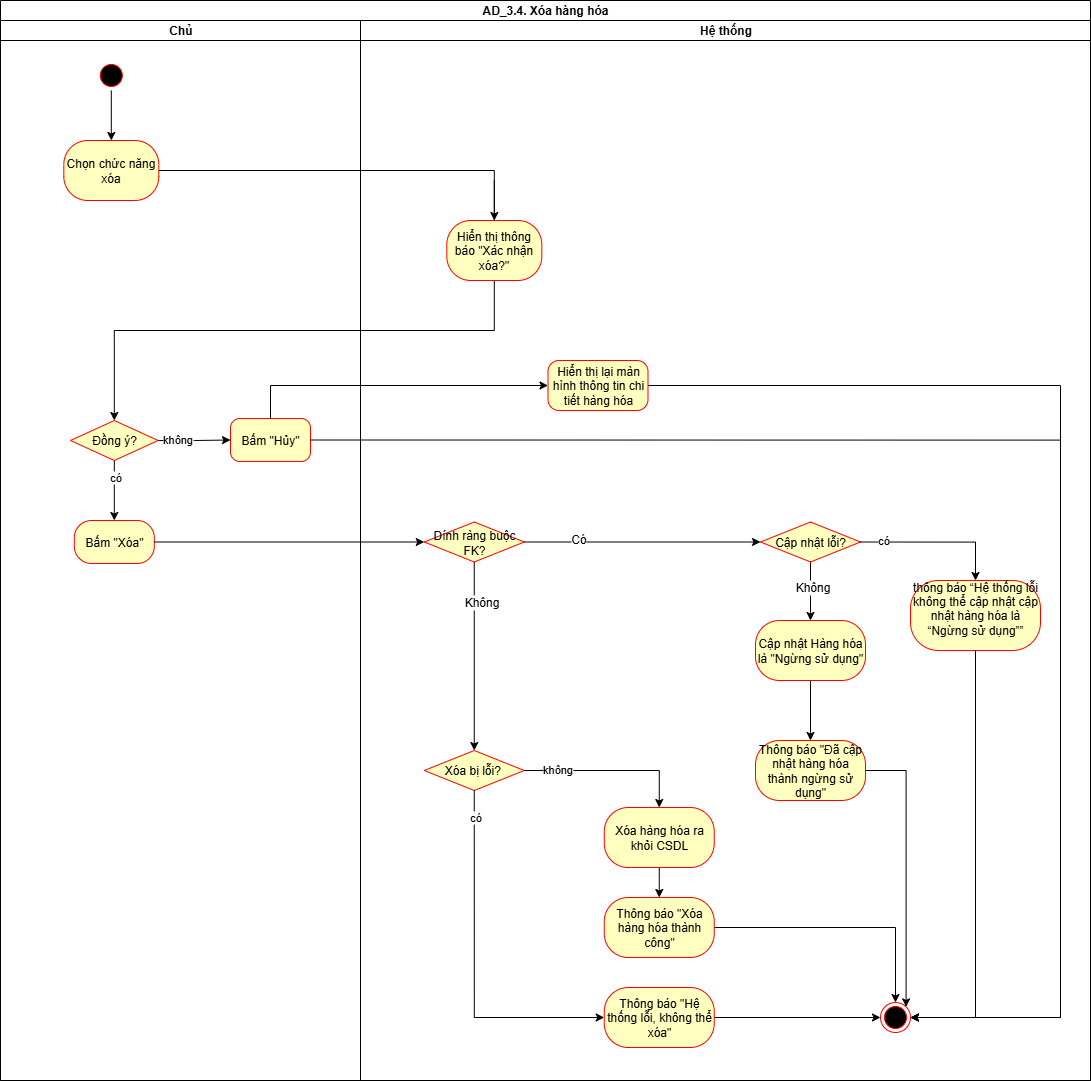 AD_3.4. Xóa hàng hóa
Chủ
Hệ thống
Chọn chức năng
xóa
Hiển thị thông
báo "Xác nhận
xóa?"
Hiển thị lại màn
hình thông tin chi
tiết hàng hóa
Đồng ý?
không
Bấm "Hủy"
có
Bấm "Xóa"
Dính ràng buộc
FK?
Có
Cập nhật lỗi?
có
Không
Không
thông báo “Hệ thống lỗi
không thể cập nhật cập
nhật hàng hóa là
“Ngừng sử dụng””
Cập nhật Hàng hóa
là "Ngừng sử dụng"
Thông báo "Đã cập
nhật hàng hóa
thành ngừng sử
dụng"
Xóa bị lỗi?
không
có
Xóa hàng hóa ra
khỏi CSDL
Thông báo "Xóa
hàng hóa thành
công"
Thông báo "Hệ
thống lỗi, không thể
xóa"